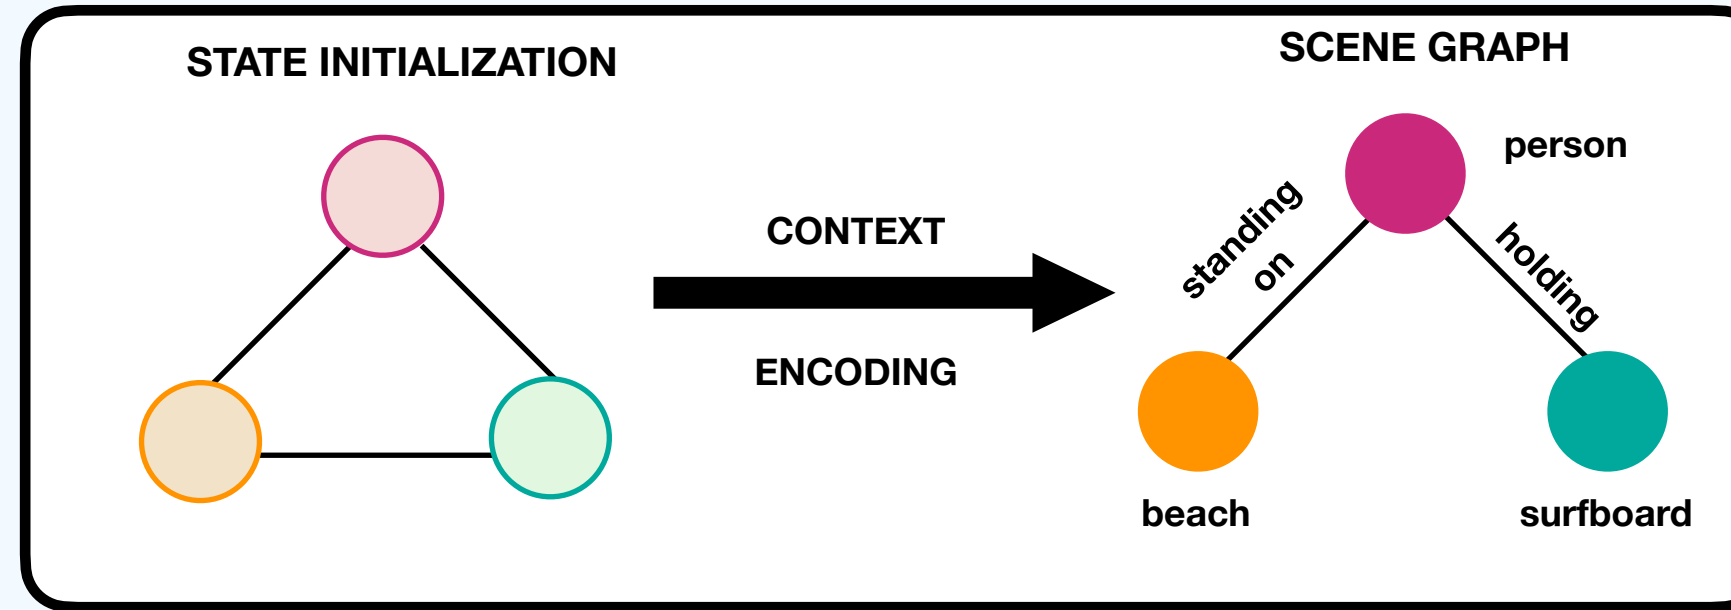 STATE INITIALIZATION
SCENE GRAPH
person
CONTEXT
ENCODING
standing
on
holding
beach
surfboard